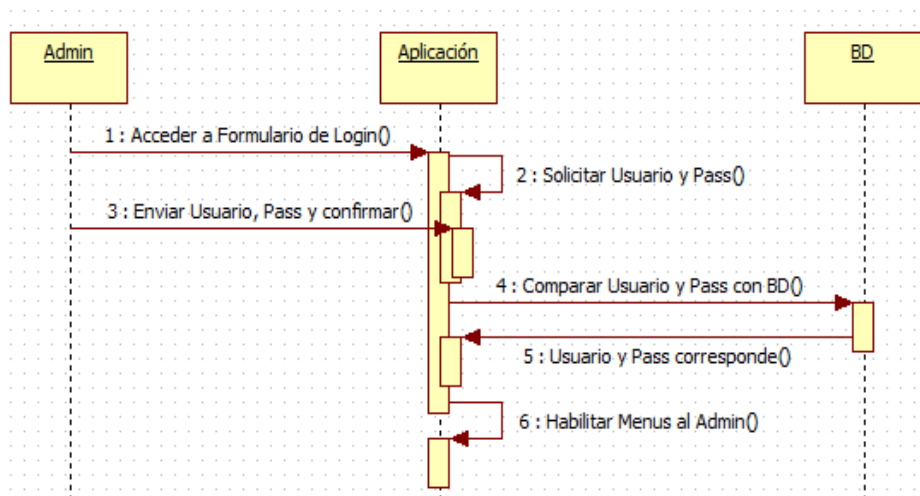 Admin
Aplicación
BD
1 : Acceder a Formulario de Login()
2 : Solicitar Usuario y Pass()
3 : Enviar Usuario, Pass y confirmar()
4 : Comparar Usuario y Pass con BD()
5 : Usuario y Pass corresponde()
6 : Habilitar Menus al Admin()